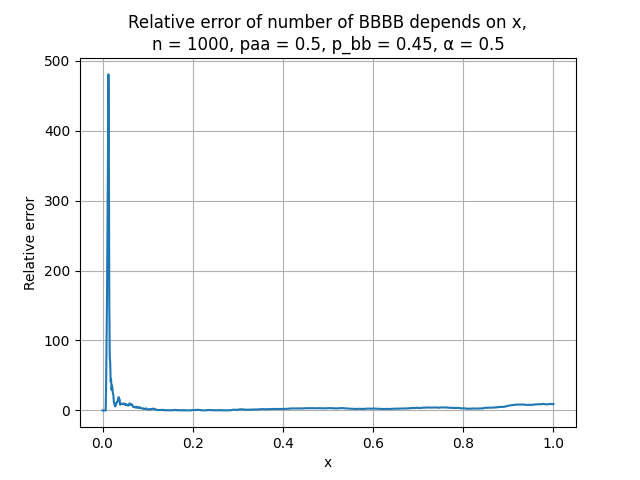 Relative error of number of BBBB depends on x,
n = 1000, paa = 0.5, p_bb = 0.45, α = 0.5
500
400
300
200
100
0
Relative error
0.0 0.2 0.4 0.6 0.8 1.0
x